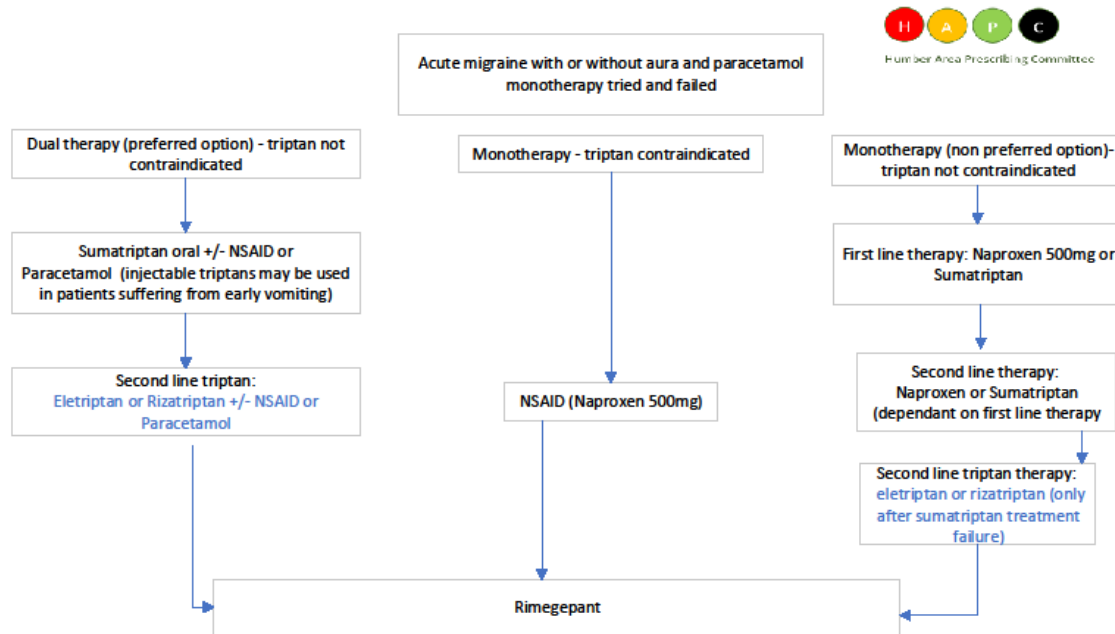 H A P C
Humber Area Prescribing Committee
Acute migraine with or without aura and paracetamol
monotherapy tried and failed
Dual therapy (preferred option) - triptan not
contraindicated
Sumatriptan oral +/- NSAID or
Paracetamol (injectable triptans may be used
in patients suffering from early vomiting)
Second line triptan:
Eletriptan or Rizatriptan +/- NSAID or
Paracetamol
Monotherapy - triptan contraindicated
NSAID (Naproxen 500mg)
Monotherapy (non preferred option)-
triptan not contraindicated
First line therapy: Naproxen 500mg or
Sumatriptan
Second line therapy:
Naproxen or Sumatriptan
(dependant on first line therapy
Second line triptan therapy:
eletriptan or rizatriptan (only
after sumatriptan treatment
failure)
Rimegepant